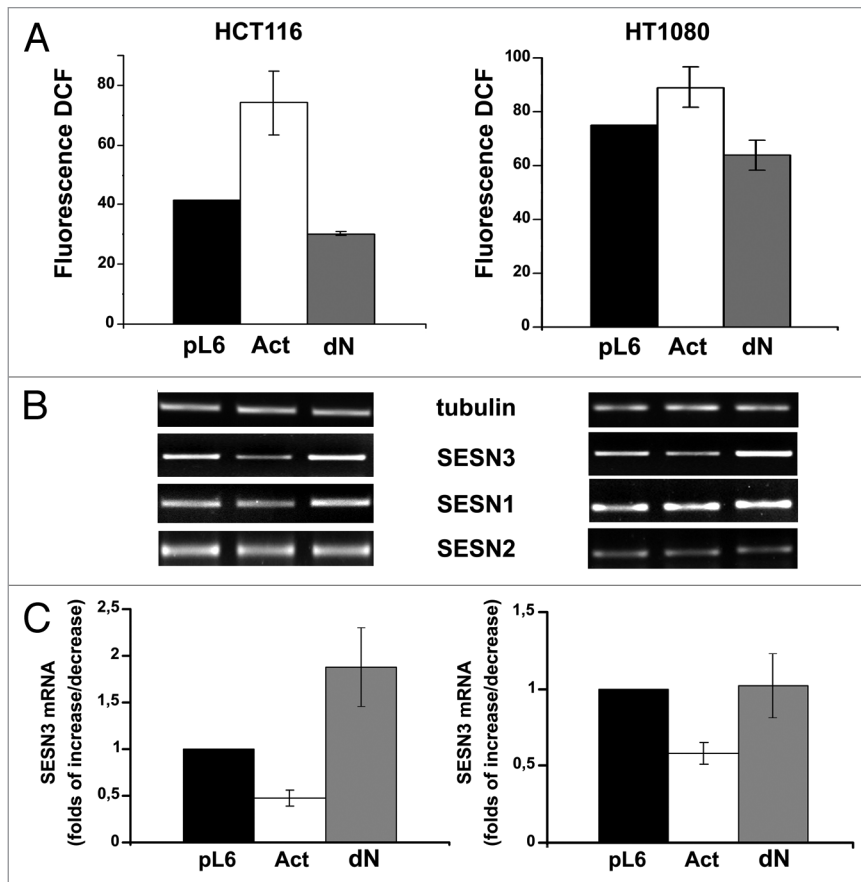 A
HCT116
HT1080
Fluorescence DCF
80
60
40
20
0
pL6 Act dN
Fluorescence DCF
100
80
60
40
20
0
pL6 Act dN
B
tubulin
SESN3
SESN1
SESN2
C
SESN3 mRNA
(folds of increase/decrease)
2,5
2
1,5
1
0,5
0
pL6 Act dN
SESN3 mRNA
(folds of increase/decrease)
1,5
1
0,5
0
pL6 Act dN